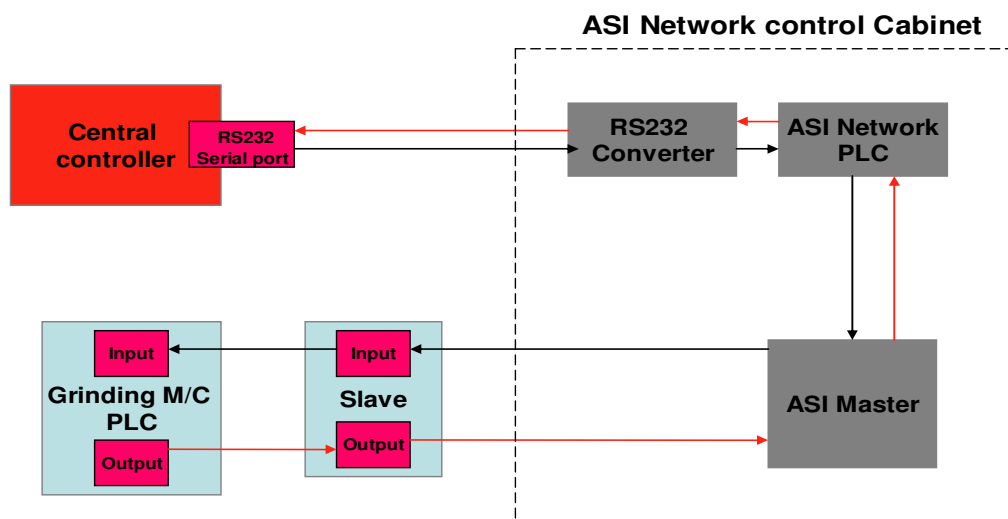 ASI Network control Cabinet
Central
controller
RS232
Serial port
RS232
Converter
ASI Network
PLC
Input
Grinding M/C
PLC
Output
Input
Slave
Output
ASI Master